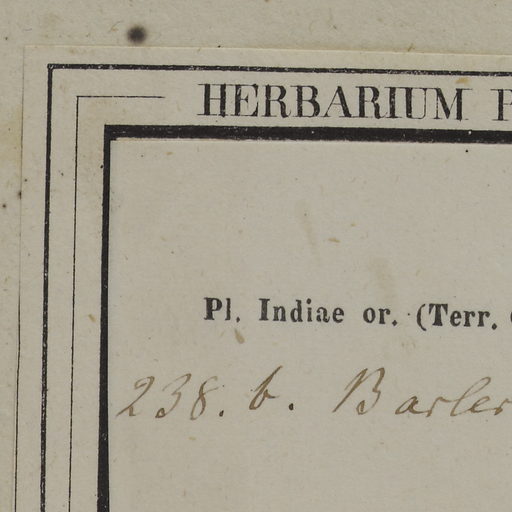 HERBARIUM P
Pl. Indiae or. (Terr.
238. b. Barler